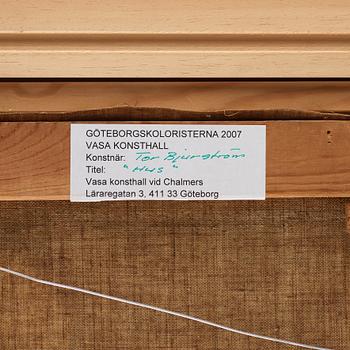 GÖTEBORGSKOLORISTERNA 2007
VASA KONSTHALL
Konstnär: Tor Bjurström
Titel: "Hus"
Vasa konsthall vid Chalmers
Läraregatan 3, 411 33 Göteborg